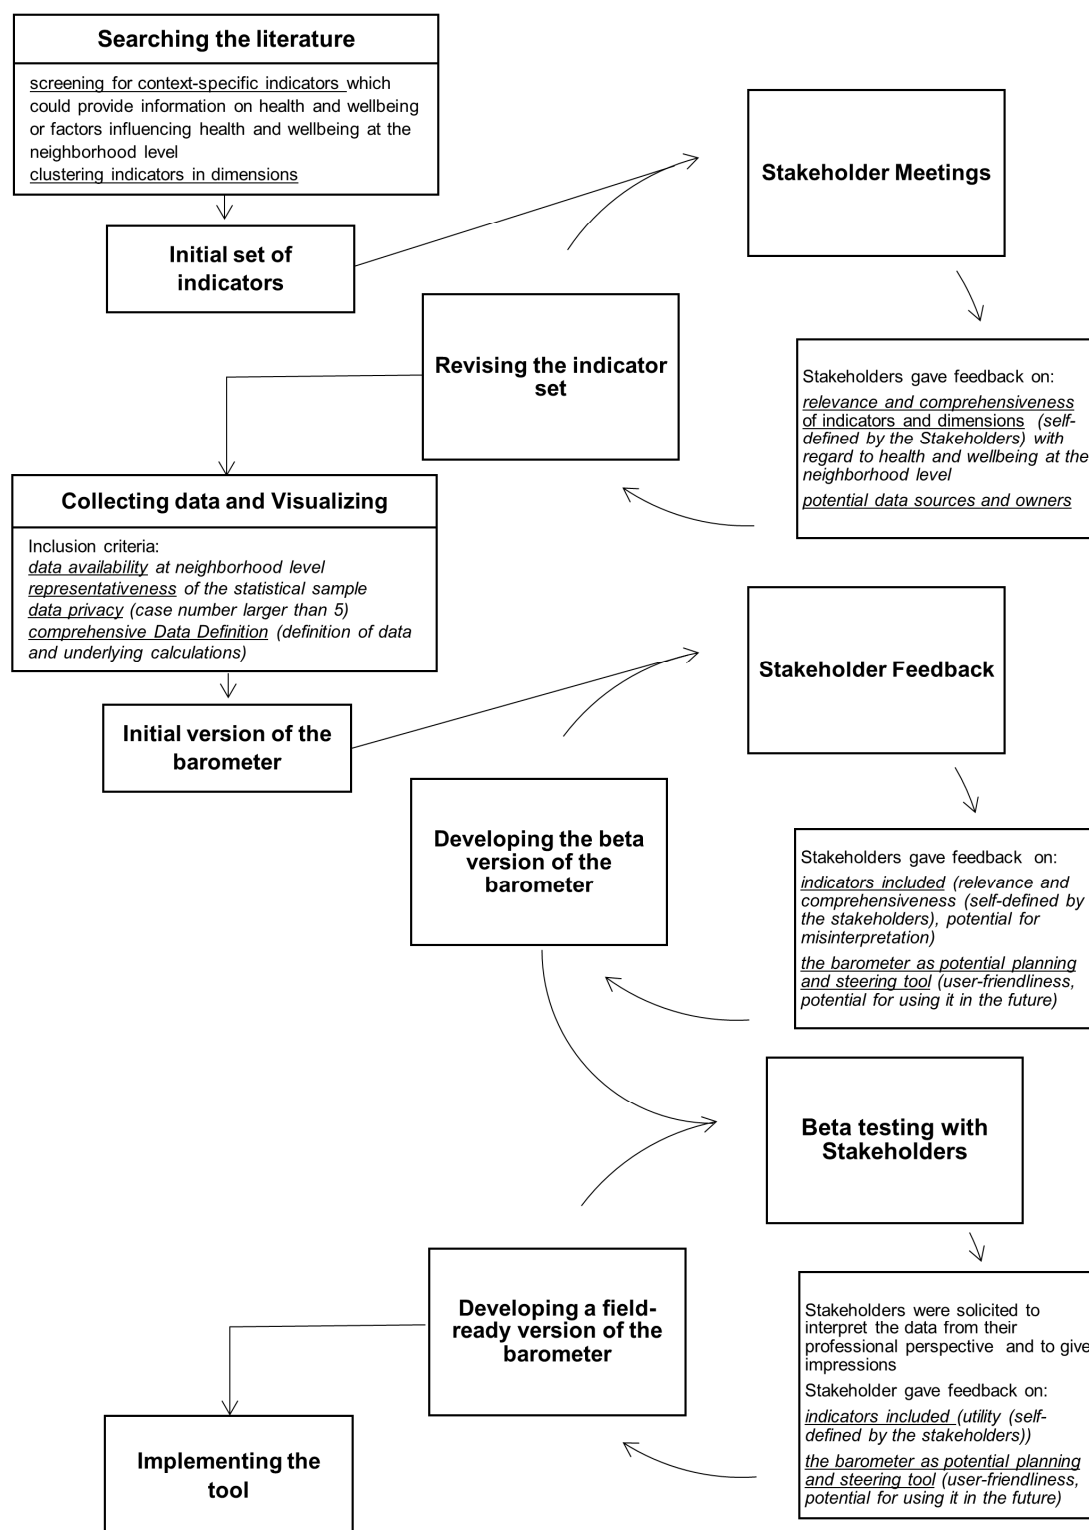 Searching the literature
screening for context-specific indicators which
could provide information on health and wellbeing
or factors influencing health and wellbeing at the
neighborhood level
clustering indicators in dimensions
Initial set of
indicators
Stakeholder Meetings
Revising the indicator
set
Stakeholders gave feedback on:
relevance and comprehensiveness
of indicators and dimensions (self-
defined by the Stakeholders) with
regard to health and wellbeing at the
neighborhood level
potential data sources and owners
Collecting data and Visualizing
Inclusion criteria:
data availability at neighborhood level
representativeness of the statistical sample
data privacy (case number larger than 5)
comprehensive Data Definition (definition of data
and underlying calculations)
Initial version of the
barometer
Stakeholder Feedback
Developing the beta
version of the
barometer
Stakeholders gave feedback on:
indicators included (relevance and
comprehensiveness (self-defined by
the stakeholders), potential for
misinterpretation)
the barometer as potential planning
and steering tool (user-friendliness,
potential for using it in the future)
Beta testing with
Stakeholders
Developing a field-
ready version of the
barometer
Stakeholders were solicited to
interpret the data from their
professional perspective and to give
impressions
Stakeholder gave feedback on:
indicators included (utility (self-
defined by the stakeholders))
the barometer as potential planning
and steering tool (user-friendliness,
potential for using it in the future)
Implementing the
tool